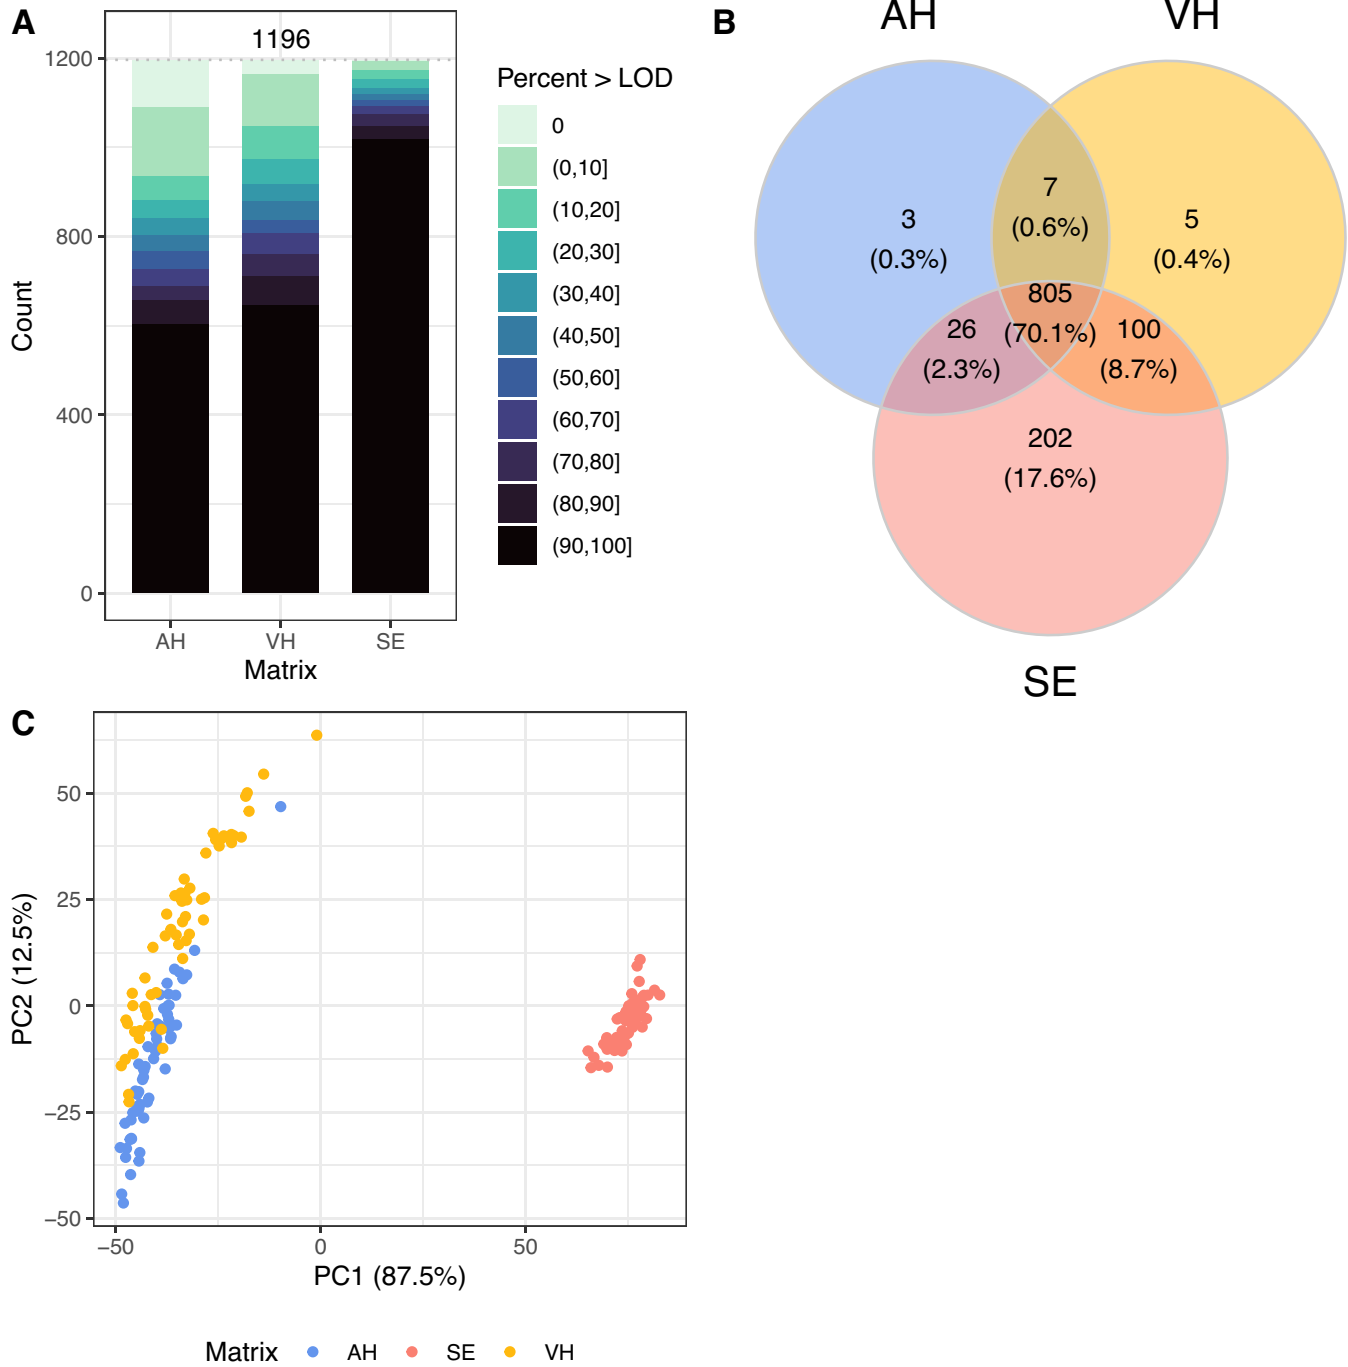 A
1196
1200
800
400
0
Count
AH
VH
SE
Matrix
Percent > LOD
0
(0,10]
(10,20]
(20,30]
(30,40]
(40,50]
(50,60]
(60,70]
(70,80]
(80,90]
(90,100]
B
AH
VH
7
(0.6%)
3
(0.3%)
5
(0.4%)
805
(70.1%)
26
(2.3%)
100
(8.7%)
202
(17.6%)
SE
C
50
25
0
−25
−50
PC2 (12.5%)
−50
0
50
PC1 (87.5%)
Matrix AH SE VH